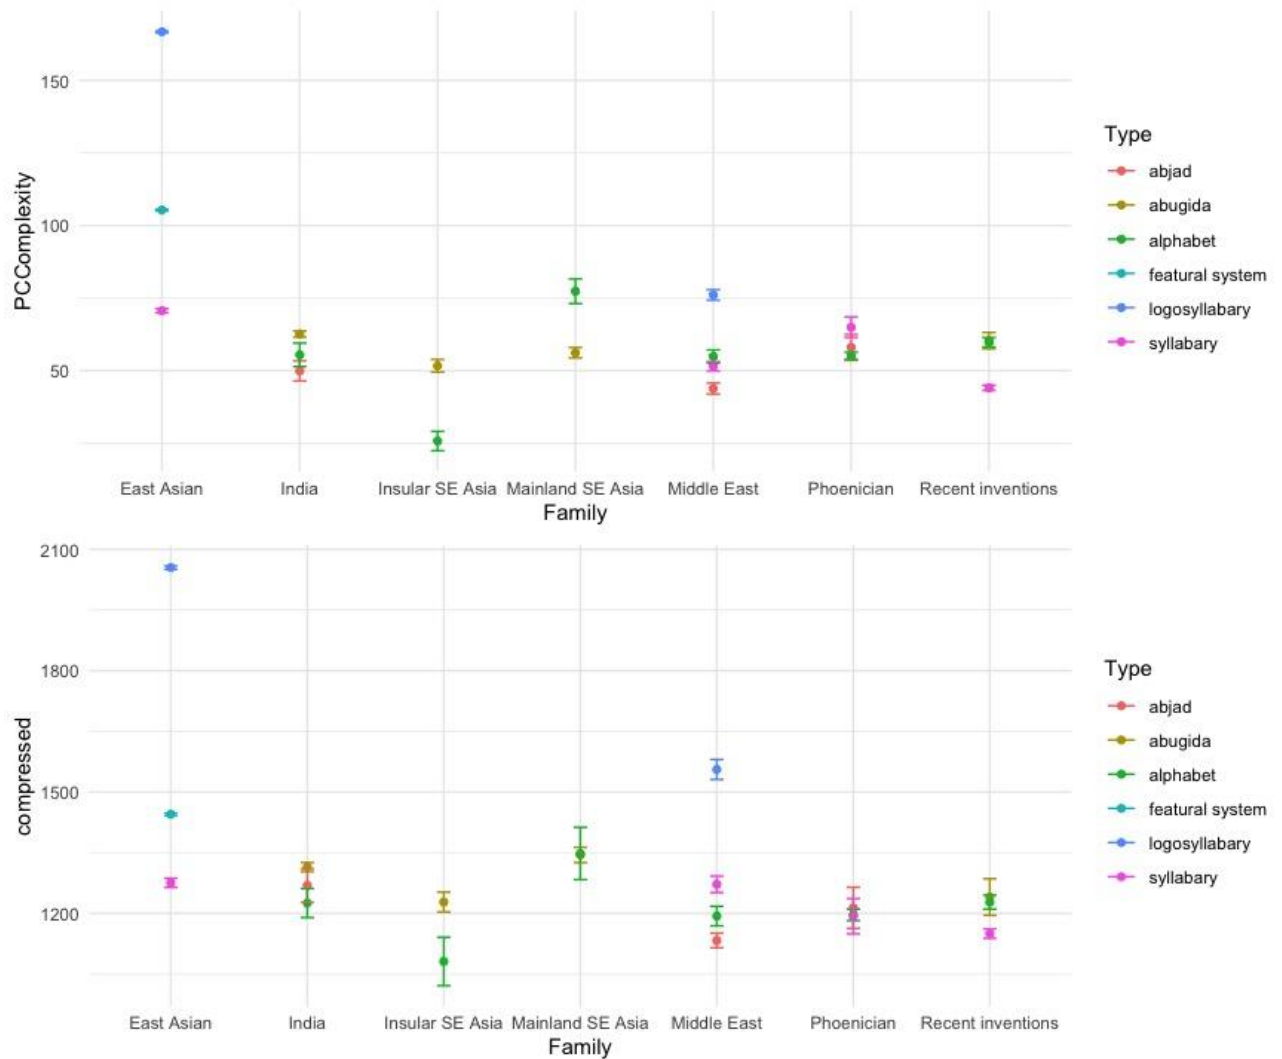 150
100
50
PCComplexity
East Asian India Insular SE Asia Mainland SE Asia Middle East Phoenician Recent inventions
Family
Type
abjad
abugida
alphabet
featural system
logosyllabary
syllabary
2100
1800
1500
1200
compressed
East Asian India Insular SE Asia Mainland SE Asia Middle East Phoenician Recent inventions
Family
Type
abjad
abugida
alphabet
featural system
logosyllabary
syllabary